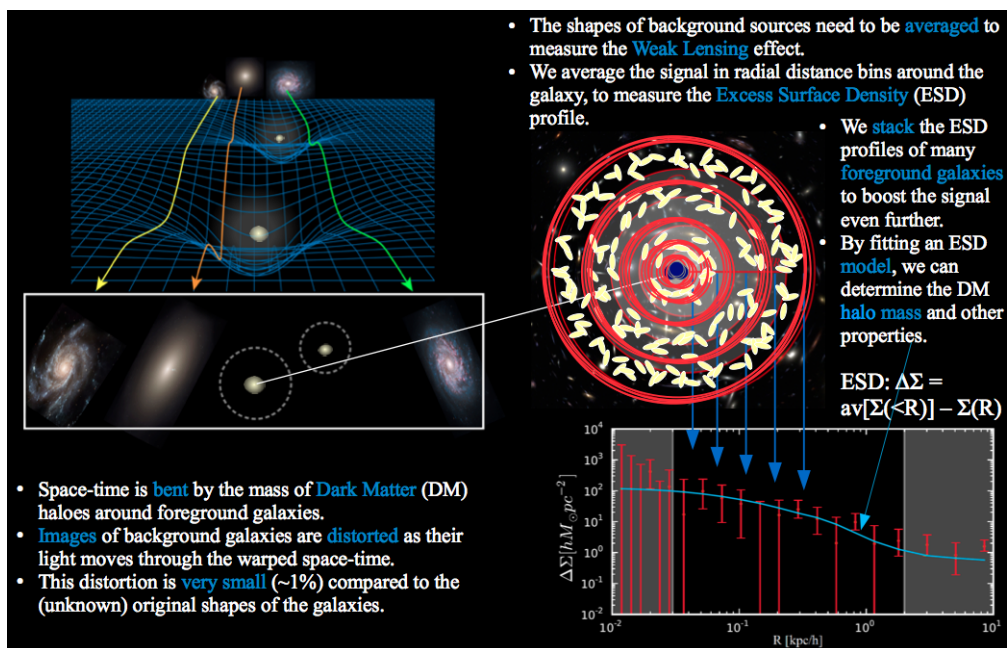 • The shapes of background sources need to be averaged to
measure the Weak Lensing effect.
• We average the signal in radial distance bins around the
galaxy, to measure the Excess Surface Density (ESD)
profile.
• We stack the ESD
profiles of many
foreground galaxies
to boost the signal
even further.
• By fitting an ESD
model, we can
determine the DM
halo mass and other
properties.
ESD: ΔΣ =
av[Σ(<R)] – Σ(R)
• Space-time is bent by the mass of Dark Matter (DM)
haloes around foreground galaxies.
• Images of background galaxies are distorted as their
light moves through the warped space-time.
• This distortion is very small (~1%) compared to the
(unknown) original shapes of the galaxies.
ΔΣ[hM⊙pc⁻²]
10⁴
10³
10²
10¹
10⁰
10⁻¹
10⁻²
10⁻² 10⁻¹ 10⁰ 10¹
R [kpc/h]